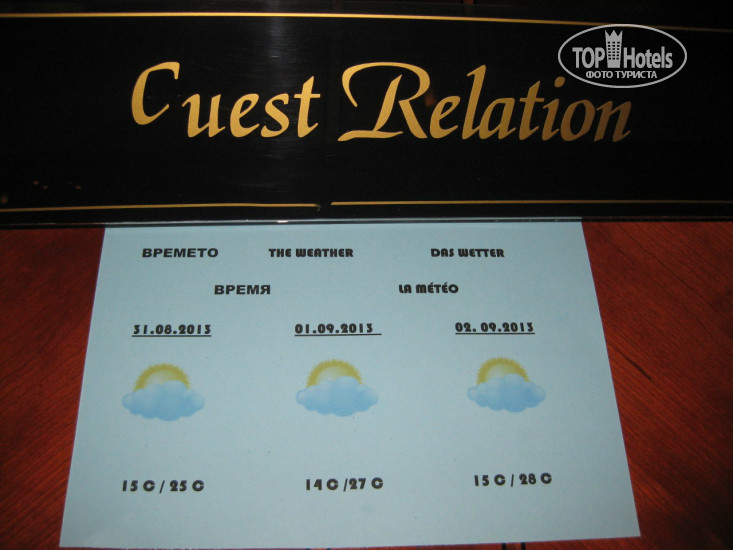 TOP Hotels
ФОТО ТУРИСТА
Cuest Relation
ВРЕМЕТО THE WEATHER DAS WETTER
ВРЕМЯ LA MÉTÉO
31.08.2013 01.09.2013 02. 09.2013
15 C / 25 C 14 C /27 C 15 C / 28 C